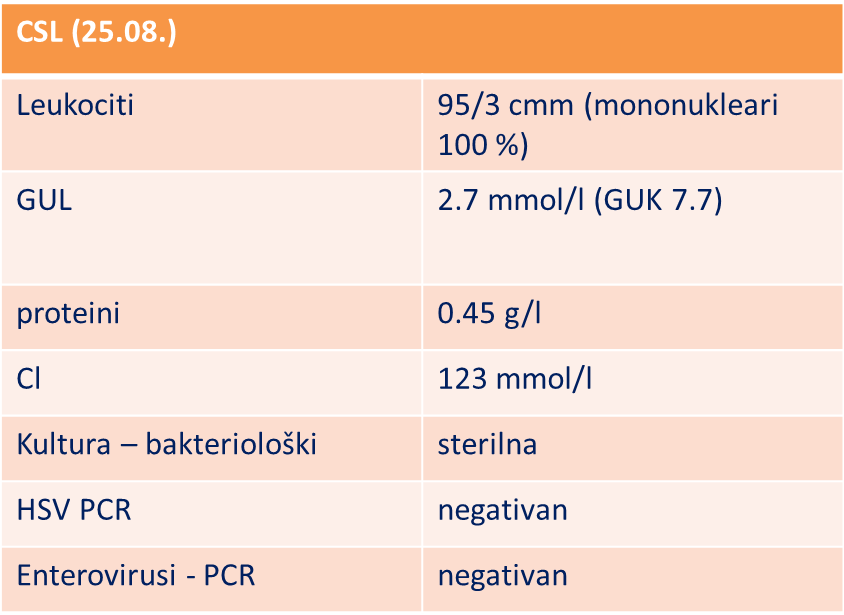 CSL (25.08.)
Leukociti
95/3 cmm (mononukleari
100 %)
GUL
2.7 mmol/l (GUK 7.7)
proteini
0.45 g/l
Cl
123 mmol/l
Kultura – bakteriološki
sterilna
HSV PCR
negativan
Enterovirusi - PCR
negativan